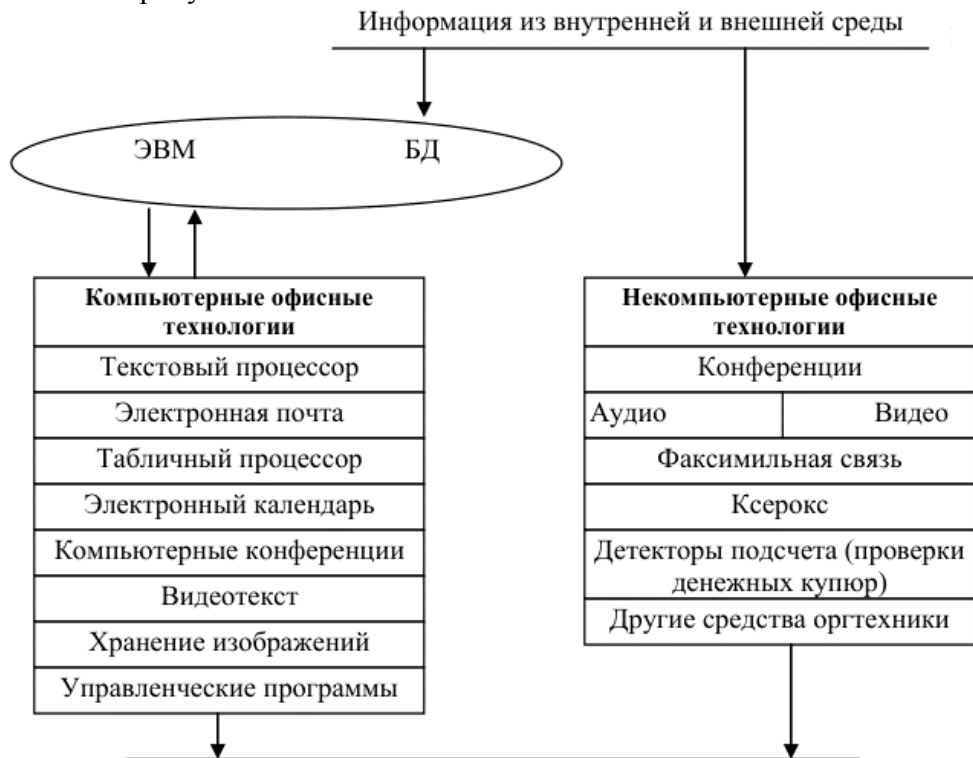 Информация из внутренней и внешней среды
ЭВМ БД
Компьютерные офисные
технологии
Текстовый процессор
Электронная почта
Табличный процессор
Электронный календарь
Компьютерные конференции
Видеотекст
Хранение изображений
Управленческие программы
Некомпьютерные офисные
технологии
Конференции
Аудио Видео
Факсимильная связь
Ксерокс
Детекторы подсчета (проверки
денежных купюр)
Другие средства оргтехники